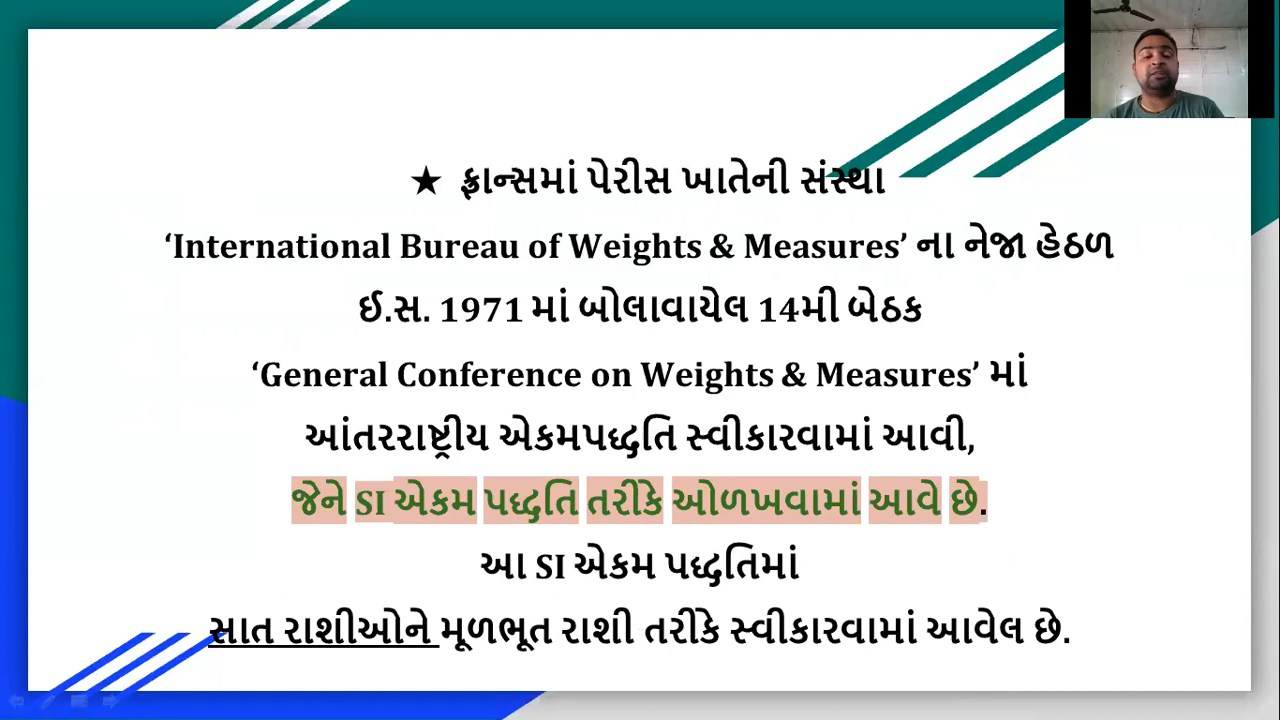 ★ ફ્રાન્સમાં પેરીસ ખાતેની સંસ્થા
‘International Bureau of Weights & Measures’ ના નેજા હેઠળ
ઈ.સ. 1971 માં બોલાવાયેલ 14મી બેઠક
‘General Conference on Weights & Measures’ માં
આંતરરાષ્ટ્રીય એકમપદ્ધતિ સ્વીકારવામાં આવી,
જેને SI એકમ પદ્ધતિ તરીકે ઓળખવામાં આવે છે.
આ SI એકમ પદ્ધતિમાં
સાત રાશીઓને મૂળભૂત રાશી તરીકે સ્વીકારવામાં આવેલ છે.